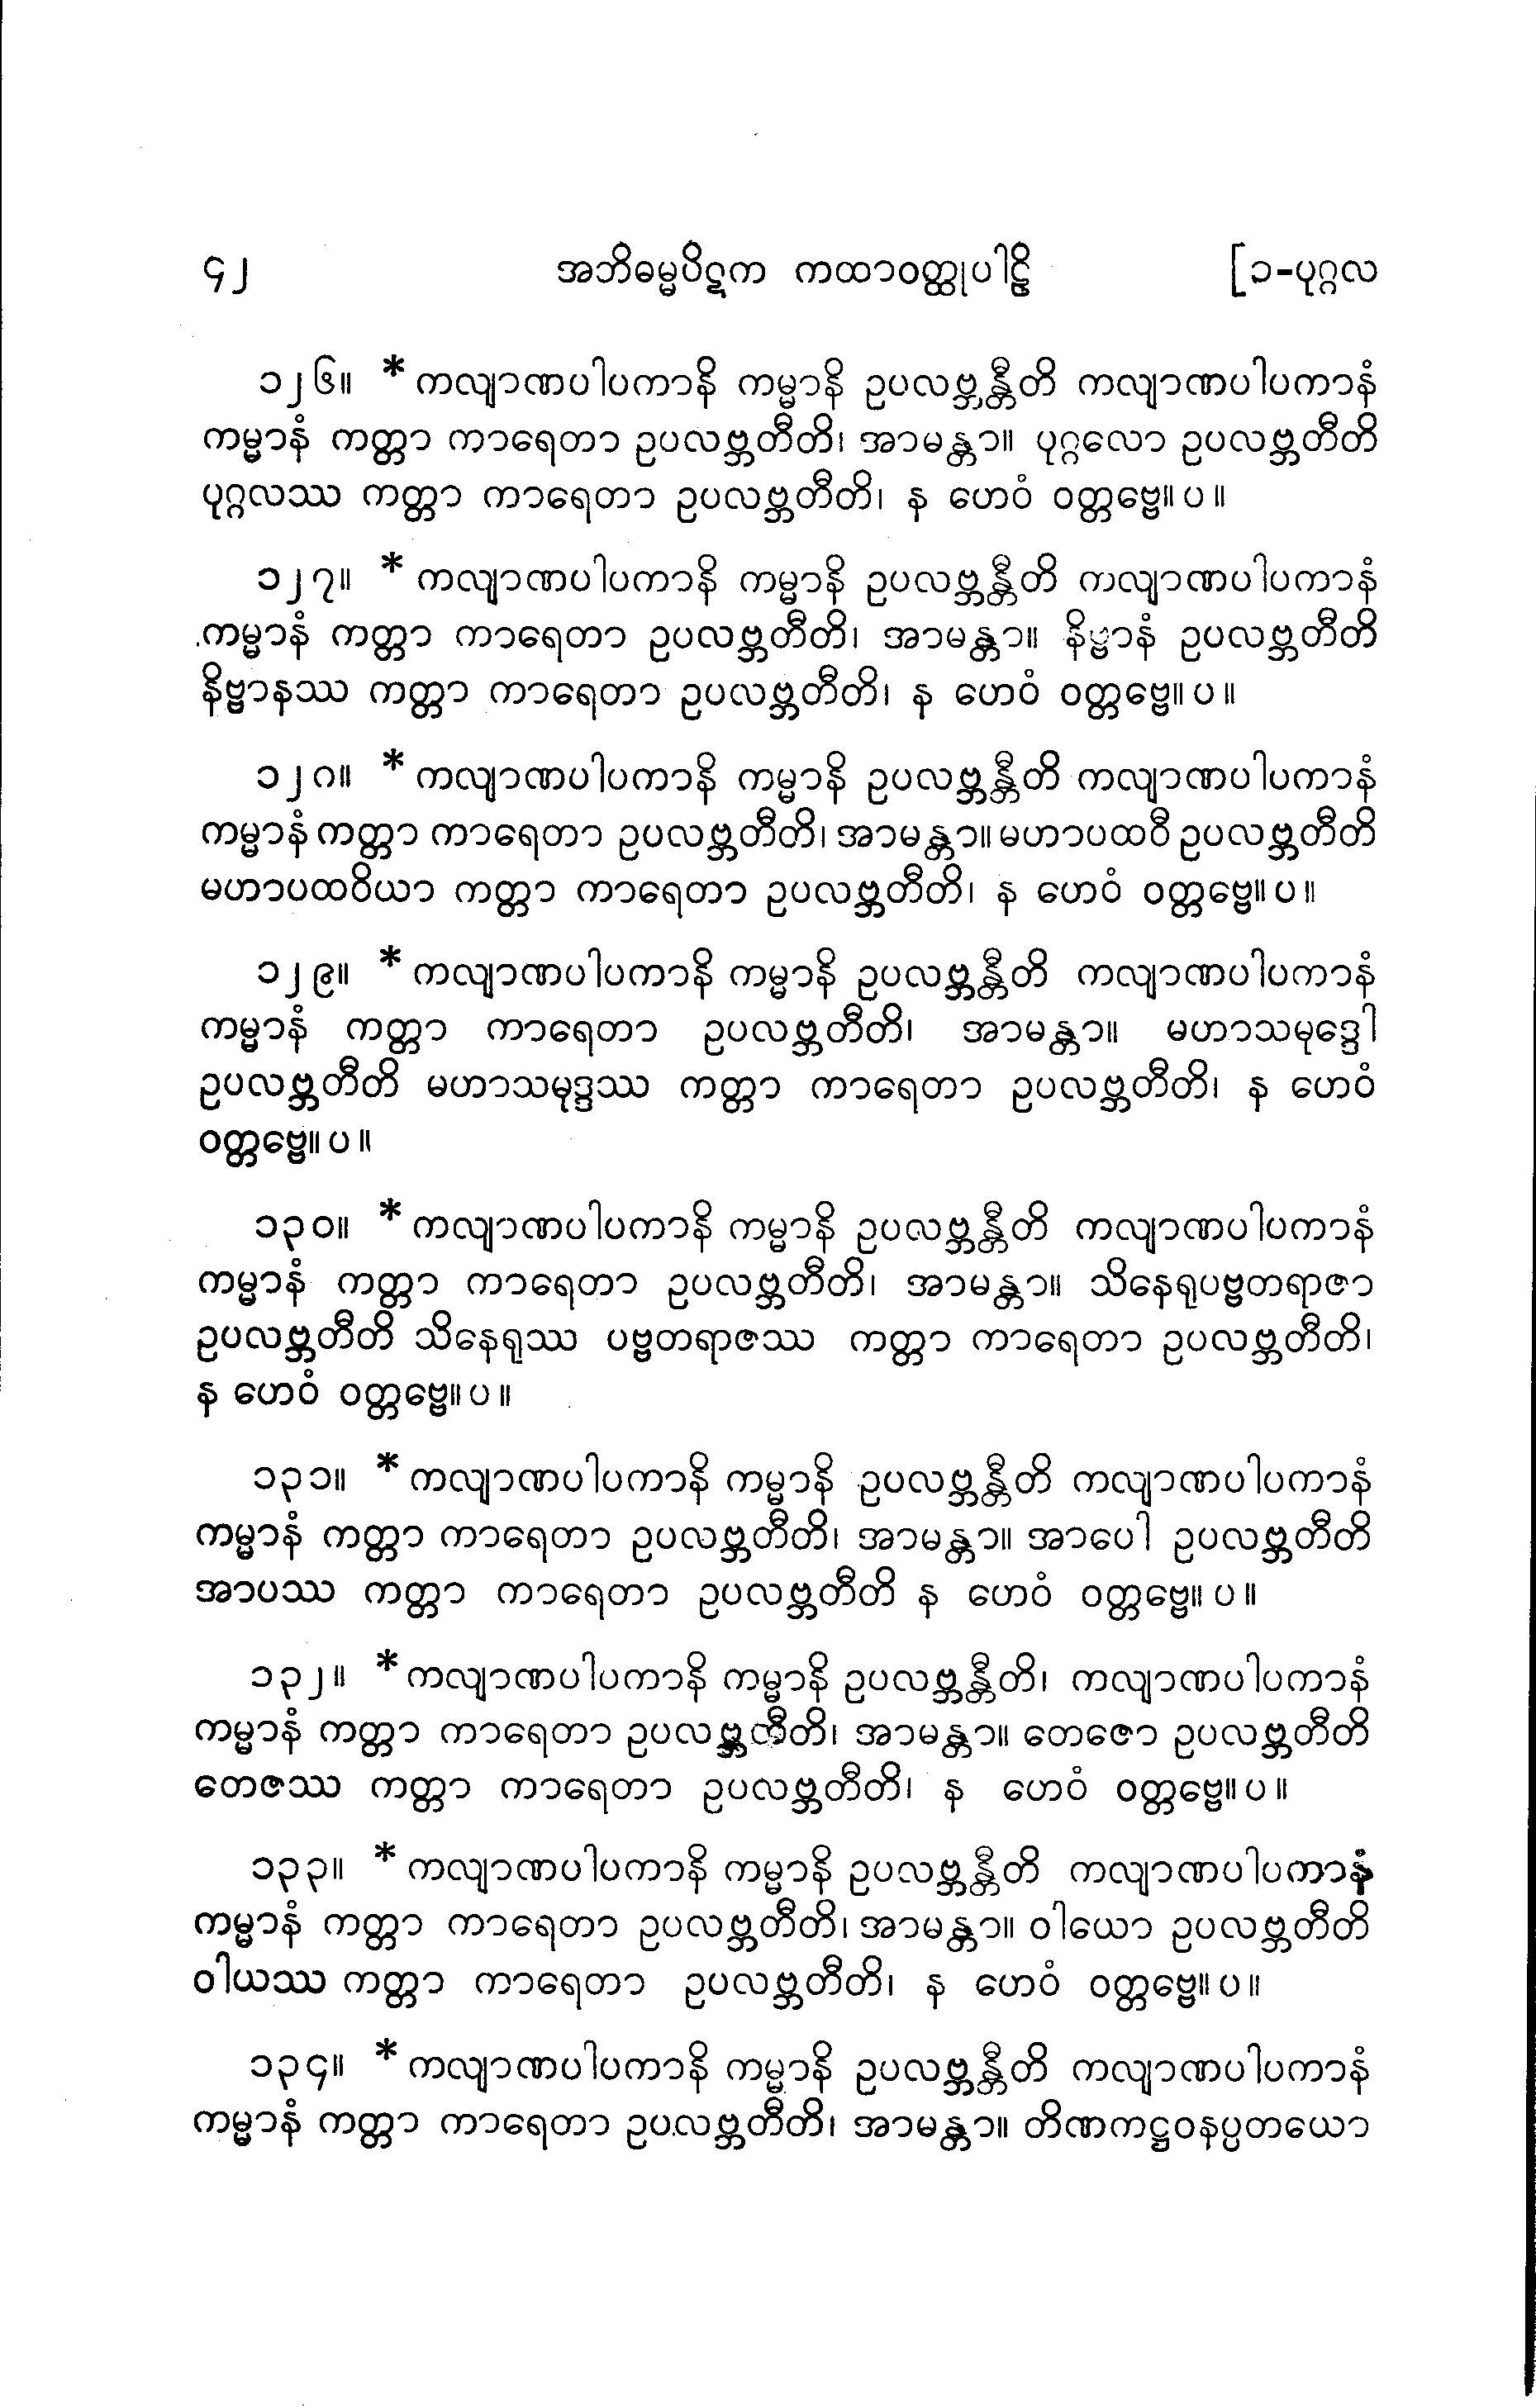 ၄၂ အဘိဓမ္မပိဋက ကထာဝတ္ထုပါဠိ [၁-ပုဂ္ဂလ
၁၂၆။ * ကလျာဏပါပကာနိ ကမ္မာနိ ဥပလဗ္ဘန္တီတိ ကလျာဏပါပကာနံ
ကမ္မာနံ ကတ္တာ ကာရေတာ ဥပလဗ္ဘတီတိ၊ အာမန္တာ။ ပုဂ္ဂလော ဥပလဗ္ဘတီတိ
ပုဂ္ဂလဿ ကတ္တာ ကာရေတာ ဥပလဗ္ဘတီတိ၊ န ဟေဝံ ဝတ္တဗ္ဗေ။ ပ ။
၁၂၇။ * ကလျာဏပါပကာနိ ကမ္မာနိ ဥပလဗ္ဘန္တီတိ ကလျာဏပါပကာနံ
ကမ္မာနံ ကတ္တာ ကာရေတာ ဥပလဗ္ဘတီတိ၊ အာမန္တာ။ နိဗ္ဗာနံ ဥပလဗ္ဘတီတိ
နိဗ္ဗာနဿ ကတ္တာ ကာရေတာ ဥပလဗ္ဘတီတိ၊ န ဟေဝံ ဝတ္တဗ္ဗေ။ ပ ။
၁၂၈။ * ကလျာဏပါပကာနိ ကမ္မာနိ ဥပလဗ္ဘန္တီတိ ကလျာဏပါပကာနံ
ကမ္မာနံ ကတ္တာ ကာရေတာ ဥပလဗ္ဘတီတိ၊ အာမန္တာ။ မဟာပထဝီ ဥပလဗ္ဘတီတိ
မဟာပထဝိယာ ကတ္တာ ကာရေတာ ဥပလဗ္ဘတီတိ၊ န ဟေဝံ ဝတ္တဗ္ဗေ။ ပ ။
၁၂၉။ * ကလျာဏပါပကာနိ ကမ္မာနိ ဥပလဗ္ဘန္တီတိ ကလျာဏပါပကာနံ
ကမ္မာနံ ကတ္တာ ကာရေတာ ဥပလဗ္ဘတီတိ၊ အာမန္တာ။ မဟာသမုဒ္ဒေါ
ဥပလဗ္ဘတီတိ မဟာသမုဒ္ဒဿ ကတ္တာ ကာရေတာ ဥပလဗ္ဘတီတိ၊ န ဟေဝံ
ဝတ္တဗ္ဗေ။ ပ ။
၁၃၀။ * ကလျာဏပါပကာနိ ကမ္မာနိ ဥပလဗ္ဘန္တီတိ ကလျာဏပါပကာနံ
ကမ္မာနံ ကတ္တာ ကာရေတာ ဥပလဗ္ဘတီတိ၊ အာမန္တာ။ သိနေရုပဗ္ဗတရာဇာ
ဥပလဗ္ဘတီတိ သိနေရုဿ ပဗ္ဗတရာဇဿ ကတ္တာ ကာရေတာ ဥပလဗ္ဘတီတိ၊
န ဟေဝံ ဝတ္တဗ္ဗေ။ ပ ။
၁၃၁။ * ကလျာဏပါပကာနိ ကမ္မာနိ ဥပလဗ္ဘန္တီတိ ကလျာဏပါပကာနံ
ကမ္မာနံ ကတ္တာ ကာရေတာ ဥပလဗ္ဘတီတိ၊ အာမန္တာ။ အာပေါ ဥပလဗ္ဘတီတိ
အာပဿ ကတ္တာ ကာရေတာ ဥပလဗ္ဘတီတိ န ဟေဝံ ဝတ္တဗ္ဗေ။ ပ ။
၁၃၂။ * ကလျာဏပါပကာနိ ကမ္မာနိ ဥပလဗ္ဘန္တီတိ၊ ကလျာဏပါပကာနံ
ကမ္မာနံ ကတ္တာ ကာရေတာ ဥပလဗ္ဘတီတိ၊ အာမန္တာ။ တေဇော ဥပလဗ္ဘတီတိ
တေဇဿ ကတ္တာ ကာရေတာ ဥပလဗ္ဘတီတိ၊ န ဟေဝံ ဝတ္တဗ္ဗေ။ ပ ။
၁၃၃။ * ကလျာဏပါပကာနိ ကမ္မာနိ ဥပလဗ္ဘန္တီတိ ကလျာဏပါပကာနံ
ကမ္မာနံ ကတ္တာ ကာရေတာ ဥပလဗ္ဘတီတိ၊ အာမန္တာ။ ဝါယော ဥပလဗ္ဘတီတိ
ဝါယဿ ကတ္တာ ကာရေတာ ဥပလဗ္ဘတီတိ၊ န ဟေဝံ ဝတ္တဗ္ဗေ။ ပ ။
၁၃၄။ * ကလျာဏပါပကာနိ ကမ္မာနိ ဥပလဗ္ဘန္တီတိ ကလျာဏပါပကာနံ
ကမ္မာနံ ကတ္တာ ကာရေတာ ဥပလဗ္ဘတီတိ၊ အာမန္တာ။ တိဏကဋ္ဌဝနပ္ပတယော